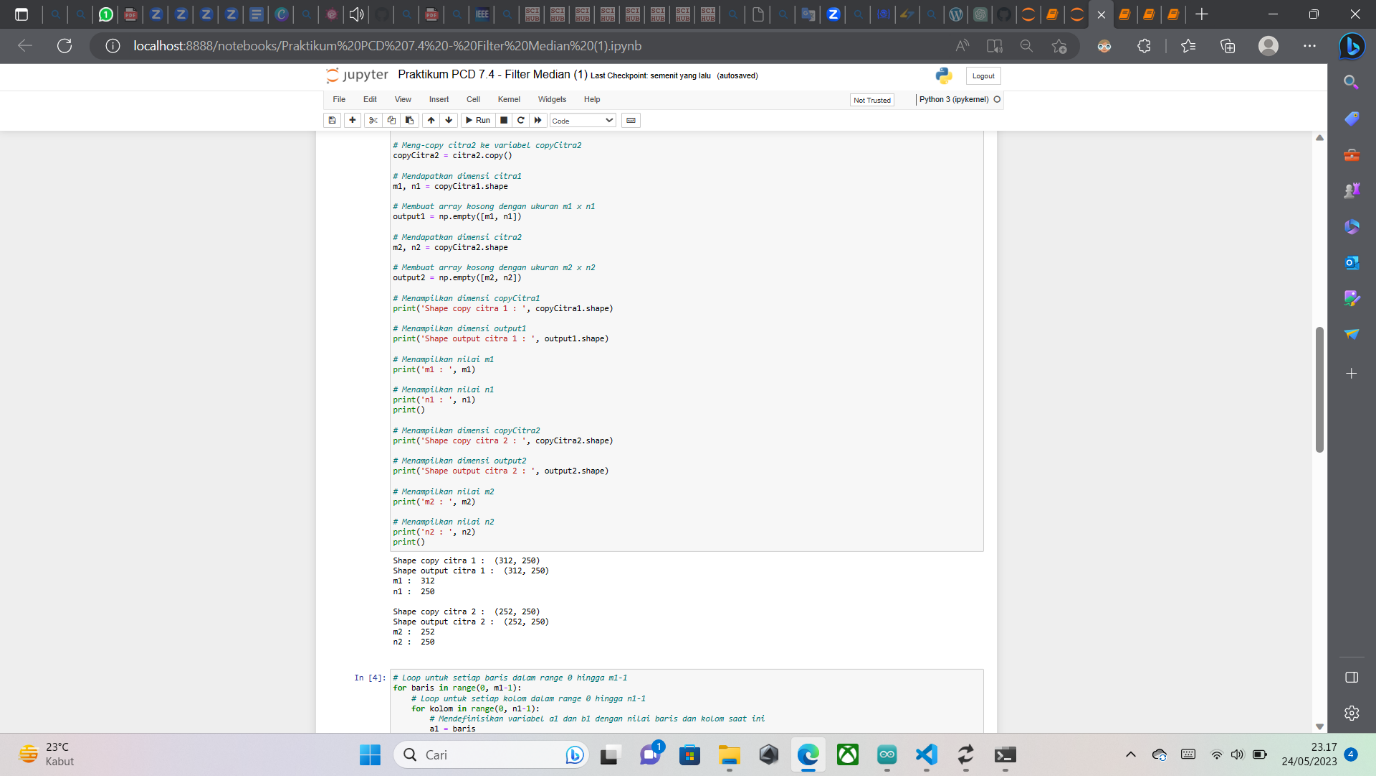 localhost:8888/notebooks/Praktikum%20PCD%207.4%20-%20Filter%20Median%20(1).ipynb
jupyter Praktikum PCD 7.4 - Filter Median (1) Last Checkpoint: semenit yang lalu (autosaved)
Logout
File Edit View Insert Cell Kernel Widgets Help
Not Trusted
Python 3 (ipykernel)
Run
Code
# Meng-copy citra2 ke variabel copyCitra2
copyCitra2 = citra2.copy()
# Mendapatkan dimensi citra1
m1, n1 = copyCitra1.shape
# Membuat array kosong dengan ukuran m1 x n1
output1 = np.empty([m1, n1])
# Mendapatkan dimensi citra2
m2, n2 = copyCitra2.shape
# Membuat array kosong dengan ukuran m2 x n2
output2 = np.empty([m2, n2])
# Menampilkan dimensi copyCitra1
print('Shape copy citra 1 : ', copyCitra1.shape)
# Menampilkan dimensi output1
print('Shape output citra 1 : ', output1.shape)
# Menampilkan nilai m1
print('m1 : ', m1)
# Menampilkan nilai n1
print('n1 : ', n1)
print()
# Menampilkan dimensi copyCitra2
print('Shape copy citra 2 : ', copyCitra2.shape)
# Menampilkan dimensi output2
print('Shape output citra 2 : ', output2.shape)
# Menampilkan nilai m2
print('m2 : ', m2)
# Menampilkan nilai n2
print('n2 : ', n2)
print()
Shape copy citra 1 :  (312, 250)
Shape output citra 1 :  (312, 250)
m1 :  312
n1 :  250
Shape copy citra 2 :  (252, 250)
Shape output citra 2 :  (252, 250)
m2 :  252
n2 :  250
In [4]: # Loop untuk setiap baris dalam range 0 hingga m1-1
for baris in range(0, m1-1):
# Loop untuk setiap kolom dalam range 0 hingga n1-1
for kolom in range(0, n1-1):
# Mendefinisikan variabel a1 dan b1 dengan nilai baris dan kolom saat ini
a1 = baris
23°C
Kabut
Cari
1
23.17
24/05/2023
4